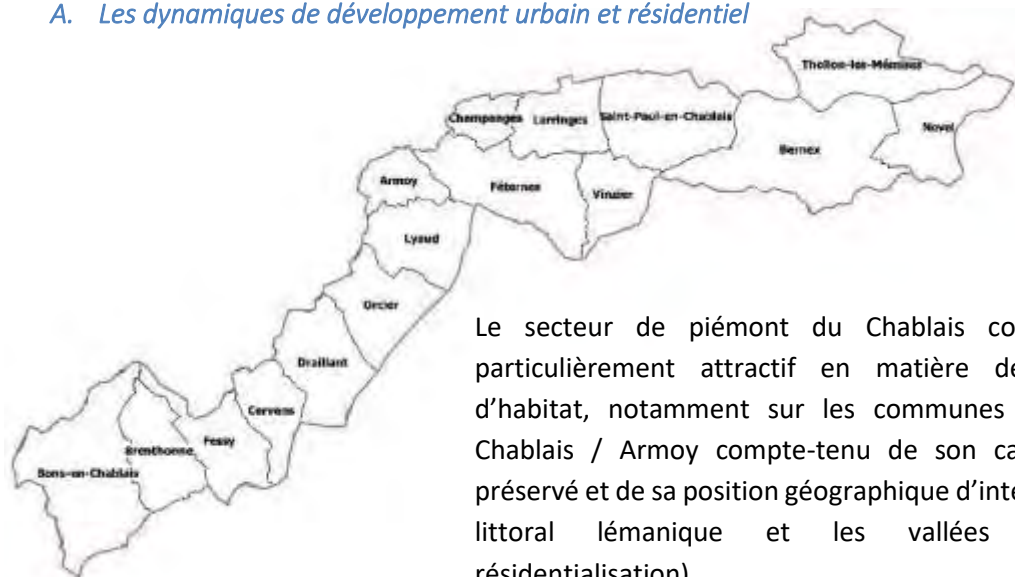 A. Les dynamiques de développement urbain et résidentiel
Thollon-les-Mémises
Champanges
Larringes
Saint-Paul-en-Chablais
Novel
Bernex
Armoy
Féternes
Vinzier
Lyaud
Orcier
Draillant
Cervens
Fessy
Brenthonne
Bons-en-Chablais
Le secteur de piémont du Chablais co
particulièrement attractif en matière de
d'habitat, notamment sur les communes
Chablais / Armoy compte-tenu de son ca
préservé et de sa position géographique d'inte
littoral lémanique et les vallées
résidentialisation)